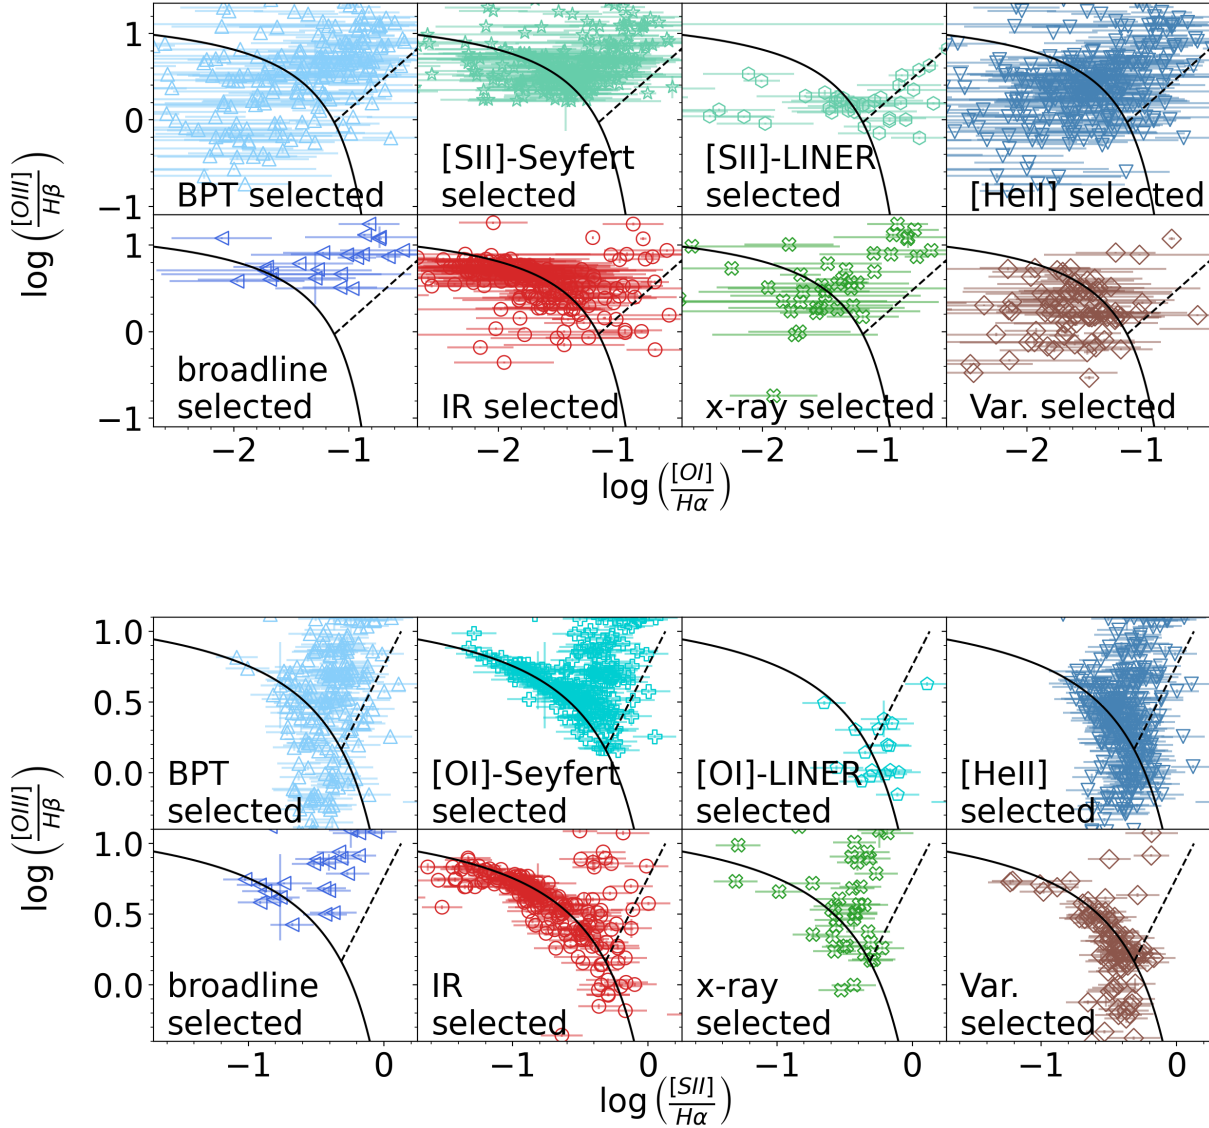 1
0
−1
log ([OIII]/Hβ)
BPT selected
[SII]-Seyfert
selected
[SII]-LINER
selected
[HeII] selected
1
0
−1
broadline
selected
IR selected
x-ray selected
Var. selected
−2 −1 −2 −1 −2 −1 −2 −1
log ([OI]/Hα)
1.0
0.5
0.0
log ([OIII]/Hβ)
BPT
selected
[OI]-Seyfert
selected
[OI]-LINER
selected
[HeII]
selected
1.0
0.5
0.0
broadline
selected
IR
selected
x-ray
selected
Var.
selected
−1 0 −1 0 −1 0 −1 0
log ([SII]/Hα)